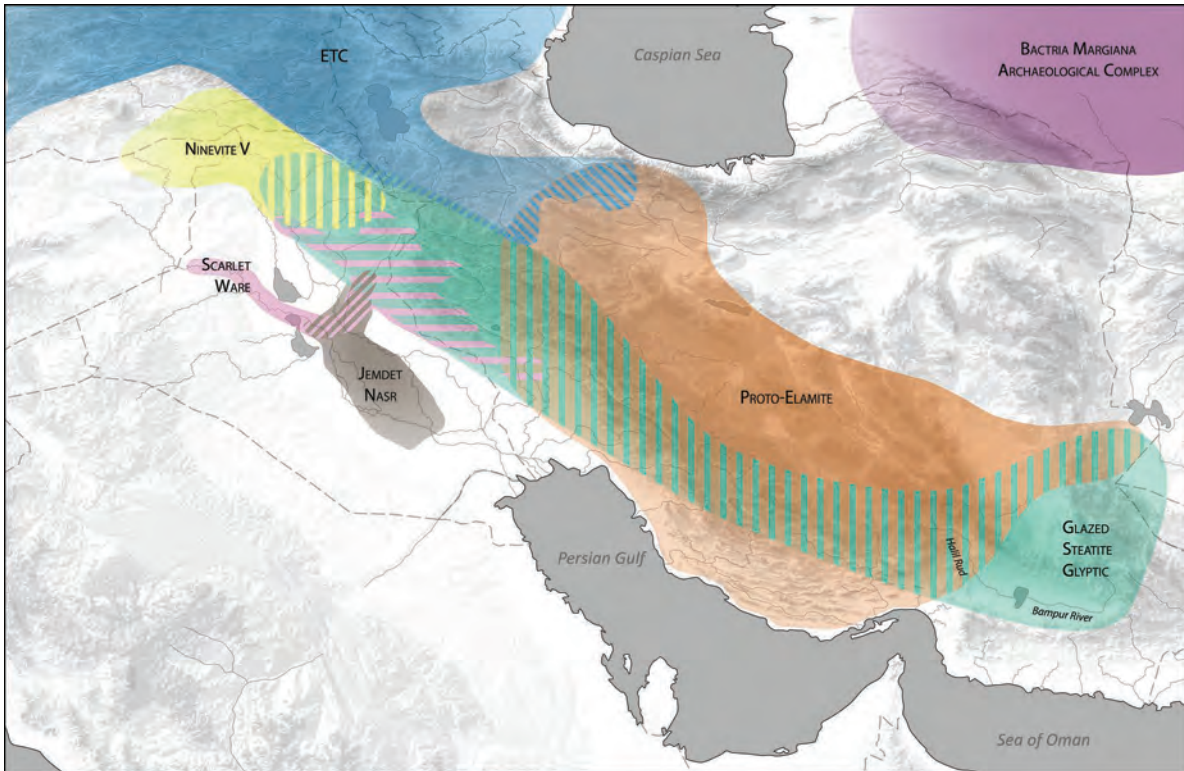 ETC
Caspian Sea
BACTRIA MARGIANA
ARCHAEOLOGICAL COMPLEX
NINEVITE V
SCARLET
WARE
JEMDET
NASR
PROTO-ELAMITE
GLAZED
STEATITE
GLYPTIC
Halil Rud
Persian Gulf
Bampur River
Sea of Oman